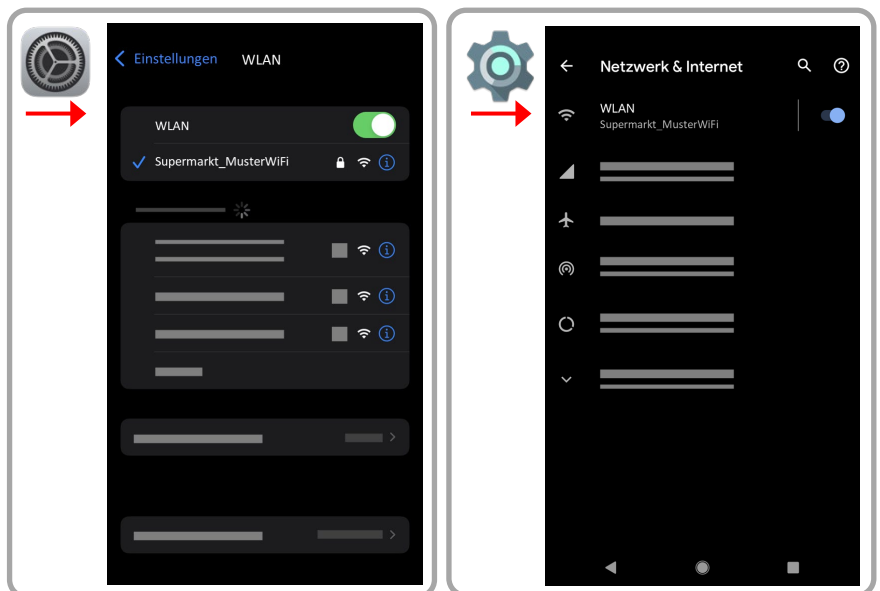 Einstellungen WLAN
WLAN
Supermarkt_MusterWiFi
Netzwerk & Internet
WLAN
Supermarkt_MusterWiFi